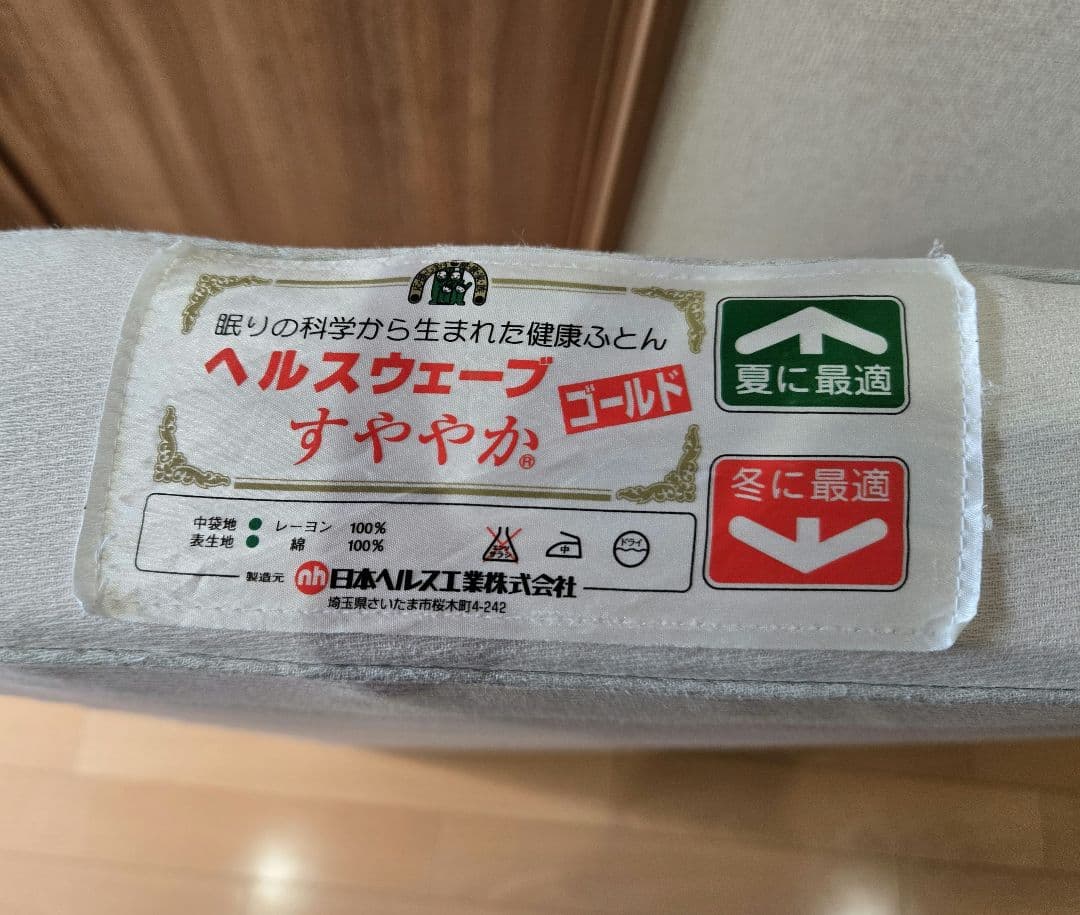 眠りの科学から生まれた健康ふとん
ヘルスウェーブ
ゴールド
すややか®
夏に最適
冬に最適
中袋地 ● レーヨン 100%
表生地 ● 綿 100%
中
ドライ
製造元 nh 日本ヘルス工業株式会社
埼玉県さいたま市桜木町4-242